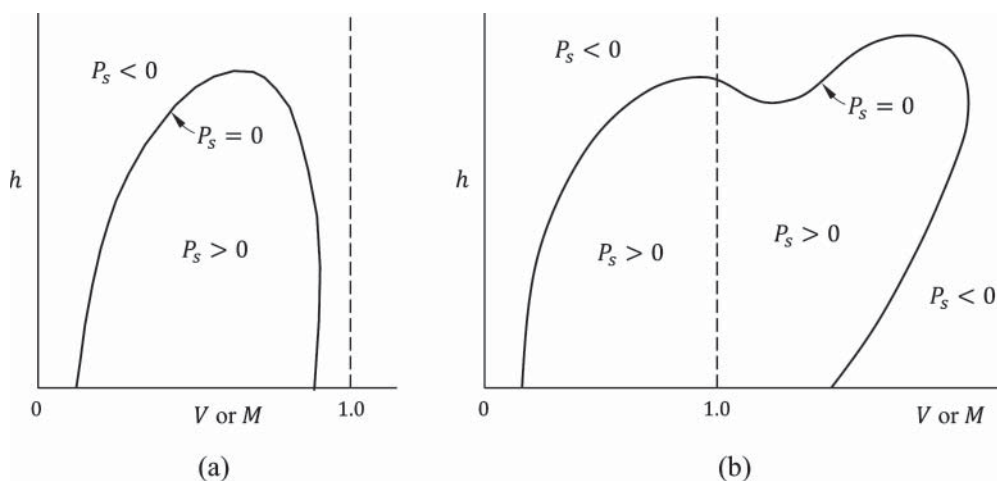 P_s < 0
P_s = 0
h
P_s > 0
0
V or M
1.0
(a)
P_s < 0
P_s = 0
h
P_s > 0
P_s > 0
P_s < 0
0
1.0
V or M
(b)